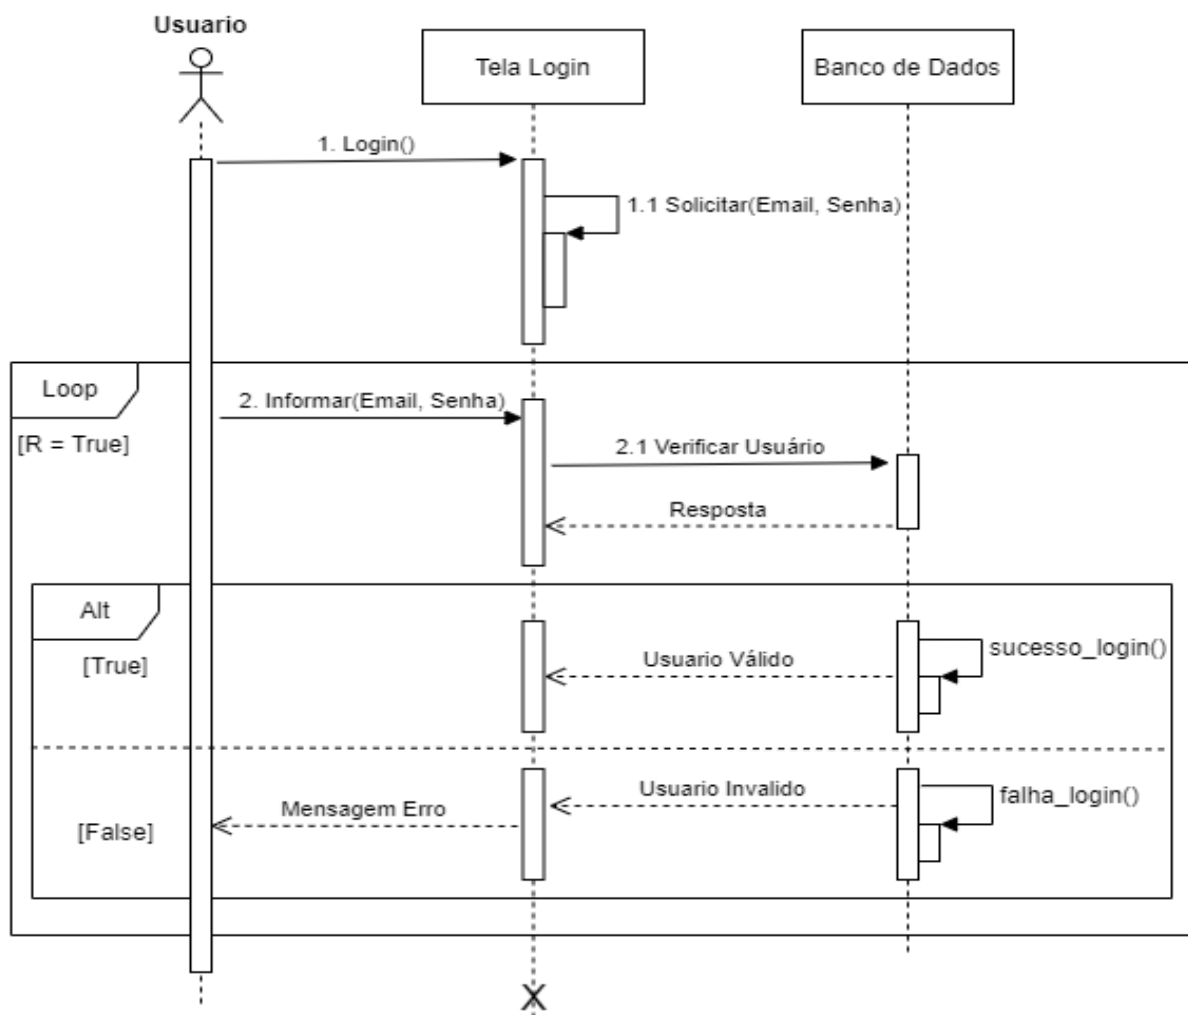 Usuario
Tela Login
Banco de Dados
1. Login()
1.1 Solicitar(Email, Senha)
Loop
[R = True]
2. Informar(Email, Senha)
2.1 Verificar Usuário
Resposta
Alt
[True]
Usuario Válido
sucesso_login()
Usuario Invalido
falha_login()
Mensagem Erro
[False]